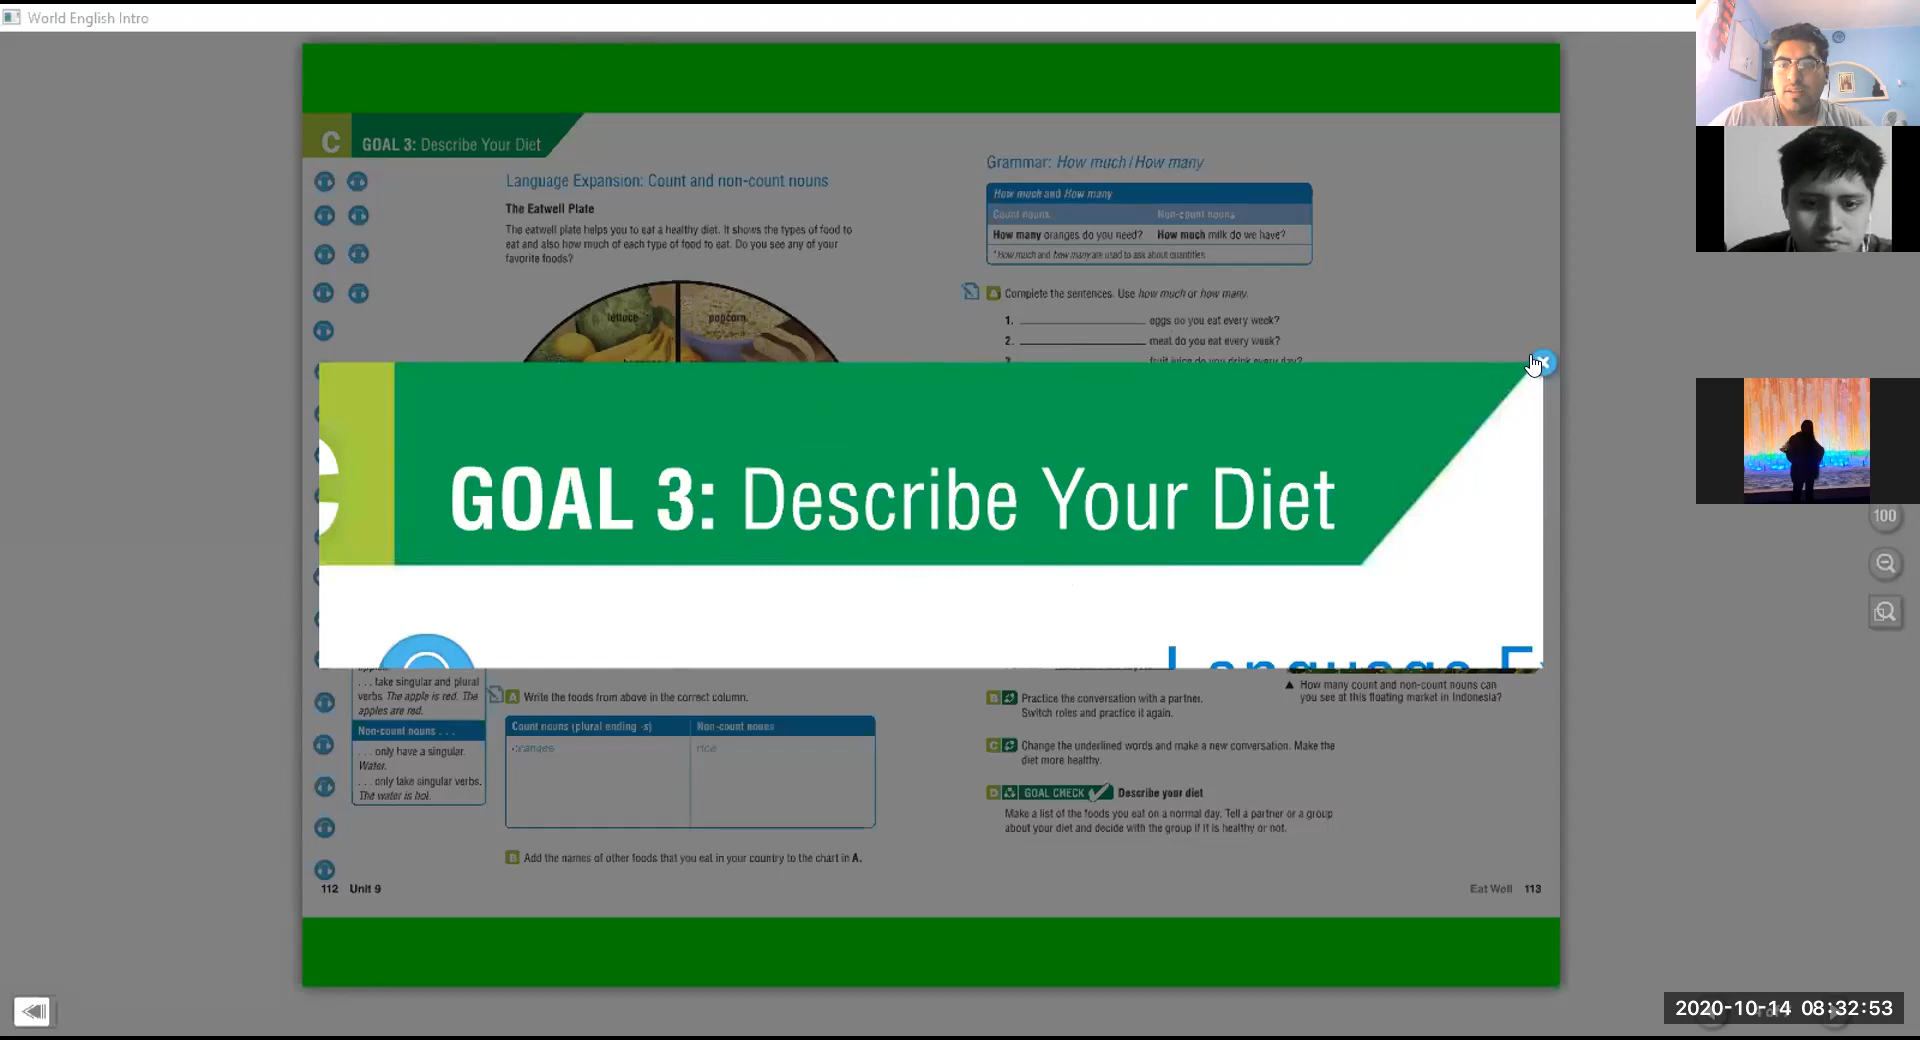 World English Intro
C GOAL 3: Describe Your Diet
Language Expansion: Count and non-count nouns
The Eatwell Plate
The eatwell plate helps you to eat a healthy diet. It shows the types of food to
eat and also how much of each type of food to eat. Do you see any of your
favorite foods?
lettuce
popcorn
GOAL 3: Describe Your Diet
. . . take singular and plural
verbs The apple is red. The
apples are red.
Non-count nouns . . .
. . . only have a singular.
Water.
. . . only take singular verbs.
The water is hot.
A Write the foods from above in the correct column.
Count nouns (plural ending -s) Non-count nouns
oranges rice
B Add the names of other foods that you eat in your country to the chart in A.
112 Unit 9
Grammar: How much / How many
How much and How many
Count nouns Non-count nouns
How many oranges do you need? How much milk do we have?
*How much and how many are used to ask about quantities
A Complete the sentences. Use how much or how many.
1. eggs do you eat every week?
2. meat do you eat every week?
fruit juice do you drink every day?
B Practice the conversation with a partner.
Switch roles and practice it again.
▲ How many count and non-count nouns can
you see at this floating market in Indonesia?
C Change the underlined words and make a new conversation. Make the
diet more healthy.
D GOAL CHECK ✓ Describe your diet
Make a list of the foods you eat on a normal day. Tell a partner or a group
about your diet and decide with the group if it is healthy or not.
Eat Well 113
100
2020-10-14 08:32:53